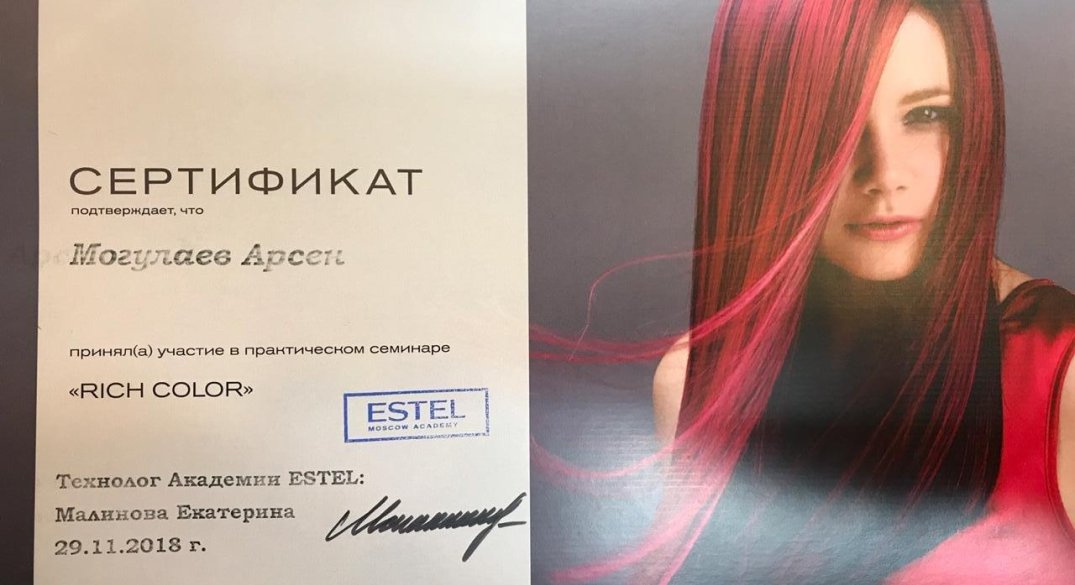 СЕРТИФИКАТ
подтверждает, что
Могулаев Арсен
принял(а) участие в практическом семинаре
«RICH COLOR»
ESTEL
MOSCOW ACADEMY
Технолог Академии ESTEL:
Малинова Екатерина
29.11.2018 г.